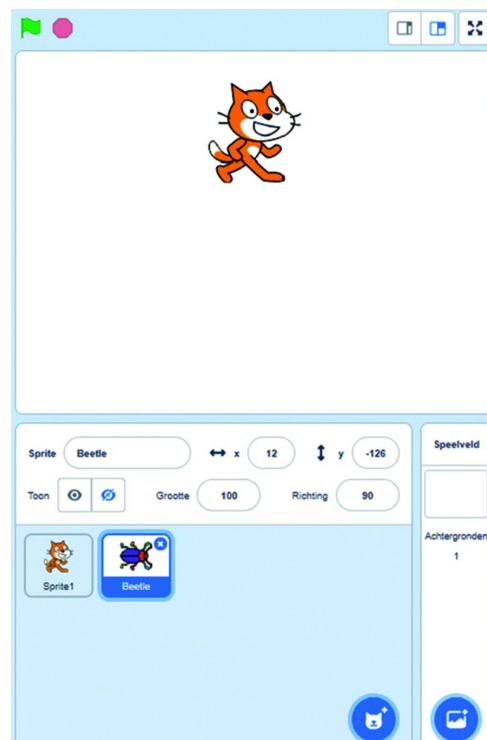 Sprite Beetle x 12 y -126
Speelveld
Toon Grootte 100 Richting 90
Achtergronden
1
Sprite1 Beetle